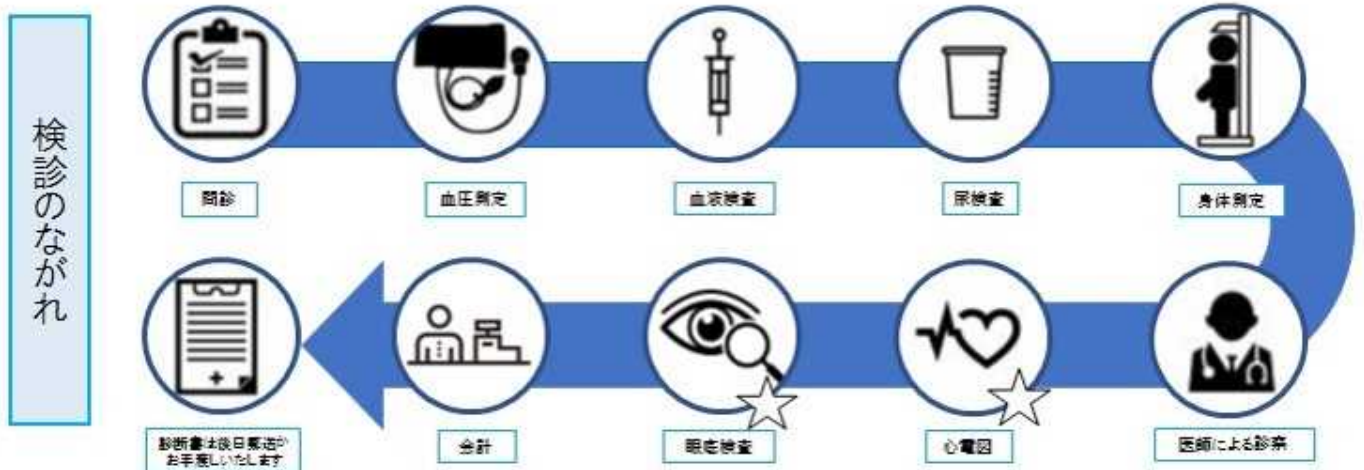 検診のながれ
問診
血圧測定
血液検査
尿検査
身体測定
医師による診察
心電図
眼底検査
会計
診断書は後日郵送か
お手渡しいたします